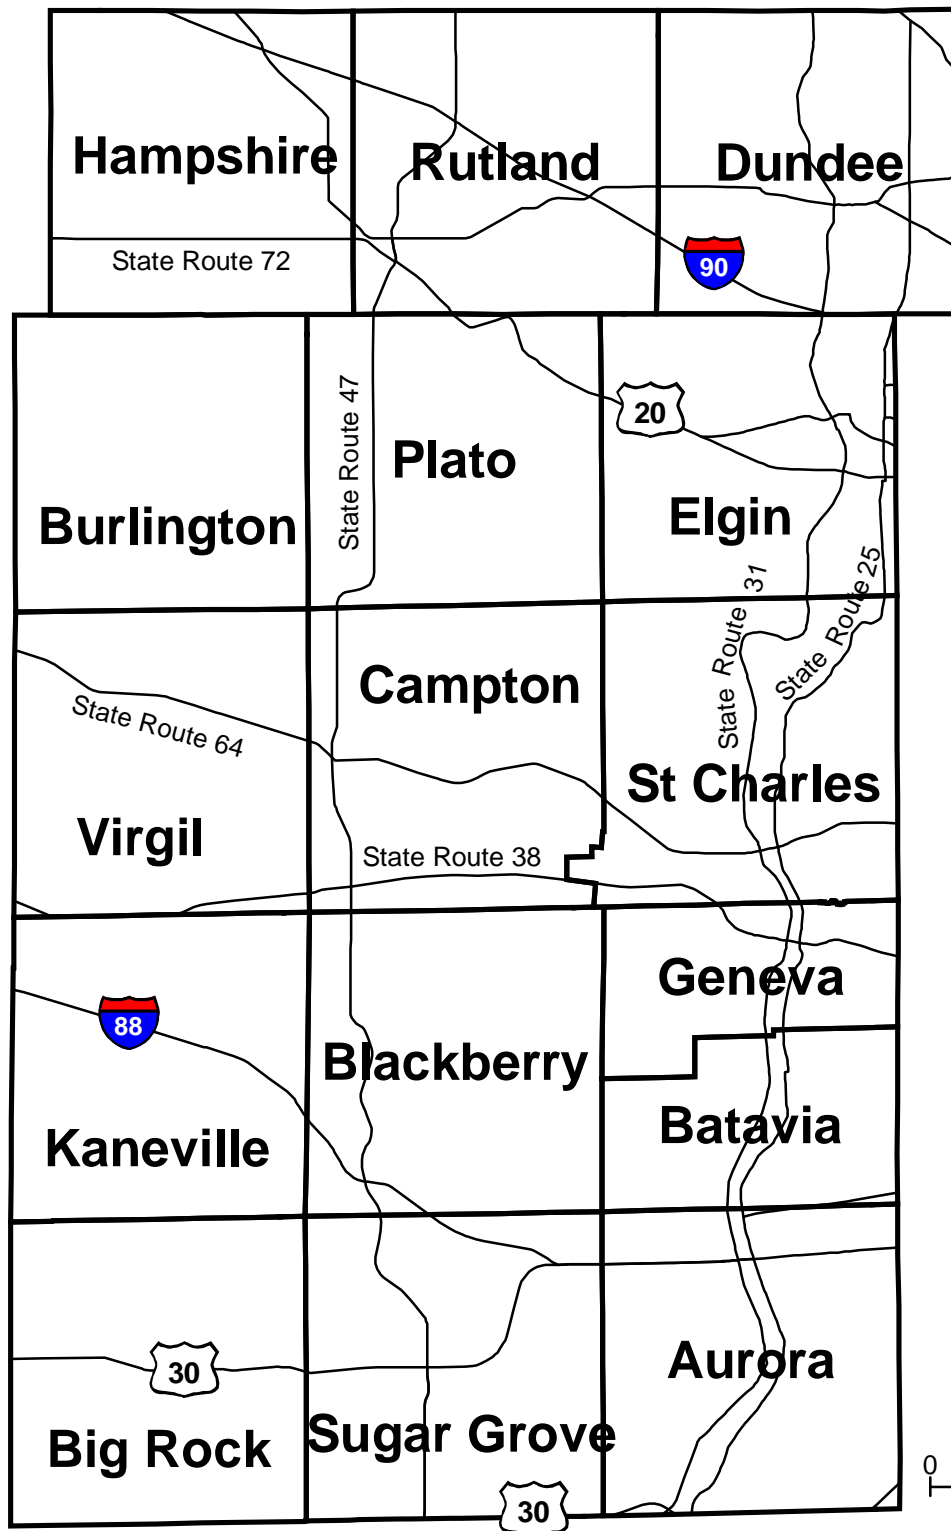 Hampshire
Rutland
Dundee
State Route 72
90
State Route 47
20
Plato
Burlington
Elgin
State Route 31
State Route 25
Campton
State Route 64
St Charles
Virgil
State Route 38
Geneva
88
Blackberry
Batavia
Kaneville
Aurora
30
Big Rock
Sugar Grove
0
30